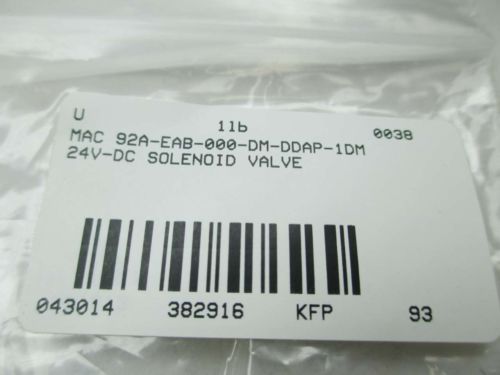 U 11b 0038
MAC 92A-EAB-000-DM-DDAP-1DM
24V-DC SOLENOID VALVE
043014 382916 KFP 93